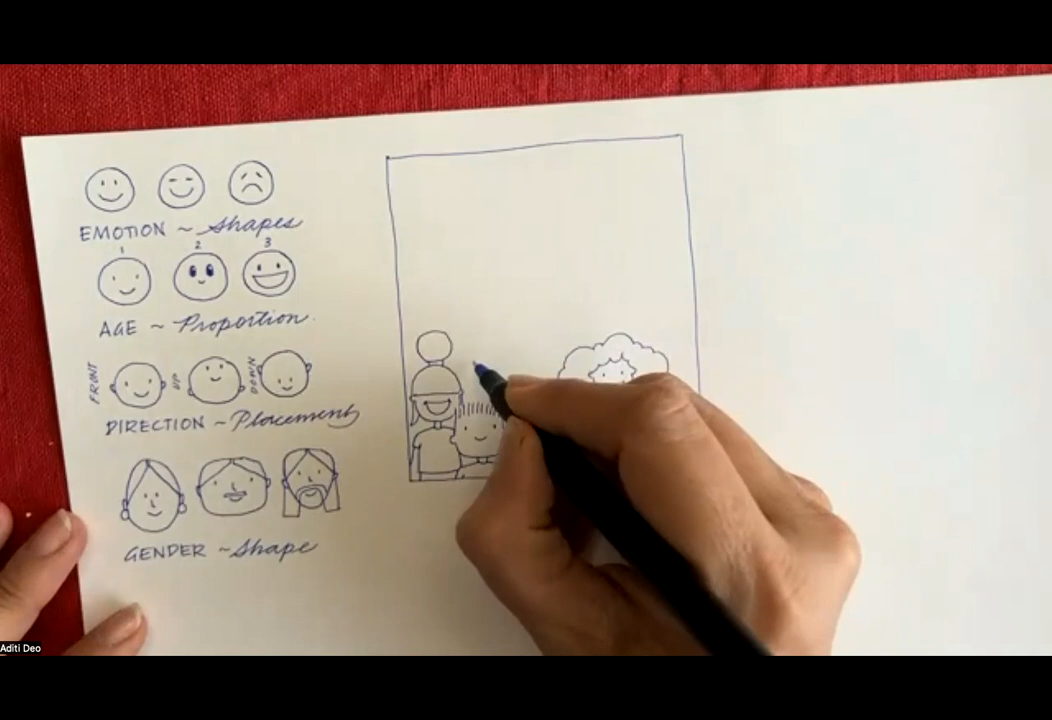 EMOTION ~ Shapes
1 2 3
AGE ~ Proportion.
FRONT UP DOWN
DIRECTION ~ Placement
GENDER ~ Shape
Aditi Deo